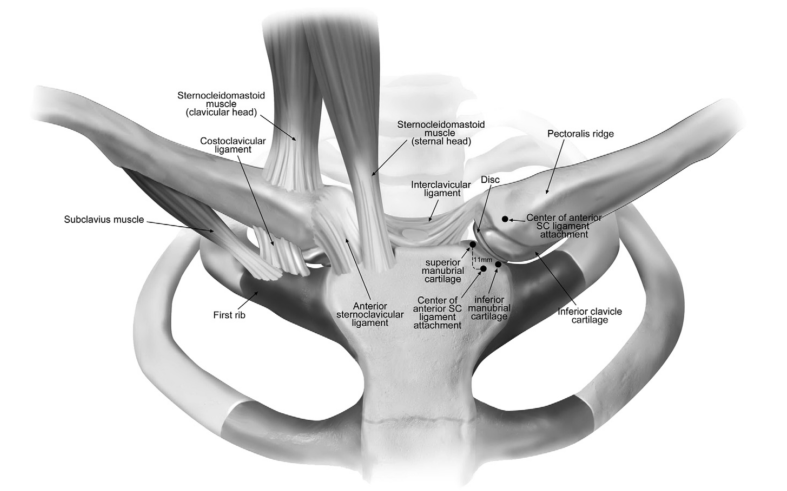 Sternocleidomastoid
muscle
(clavicular head)
Costoclavicular
ligament
Subclavius muscle
First rib
Sternocleidomastoid
muscle
(sternal head)
Interclavicular
ligament
Disc
Pectoralis ridge
Center of anterior
SC ligament
attachment
superior
manubrial
cartilage
11mm
Anterior
sternoclavicular
ligament
Center of
anterior SC
ligament
attachment
inferior
manubrial
cartilage
Inferior clavicle
cartilage